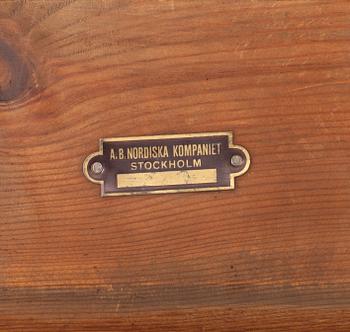 A.B. NORDISKA KOMPANIET
STOCKHOLM